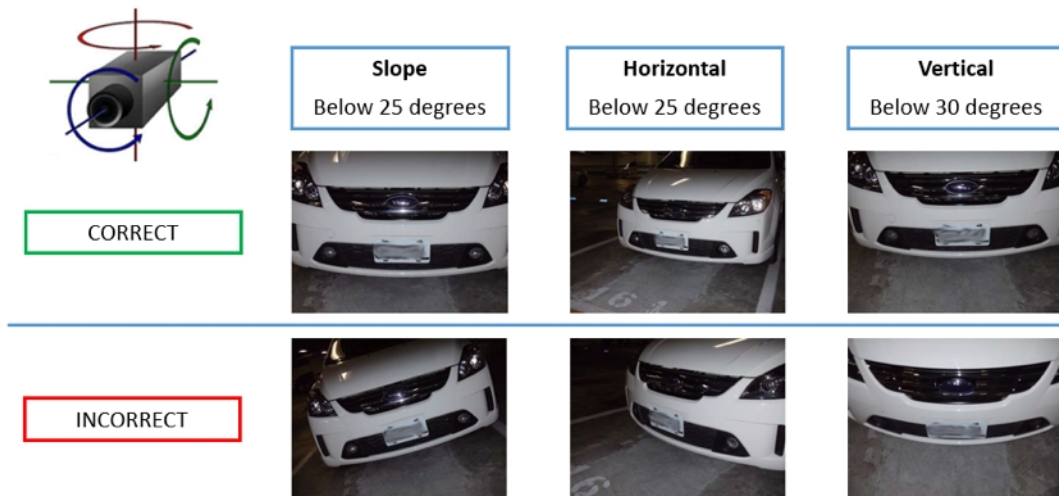 Slope
Below 25 degrees
Horizontal
Below 25 degrees
Vertical
Below 30 degrees
CORRECT
INCORRECT